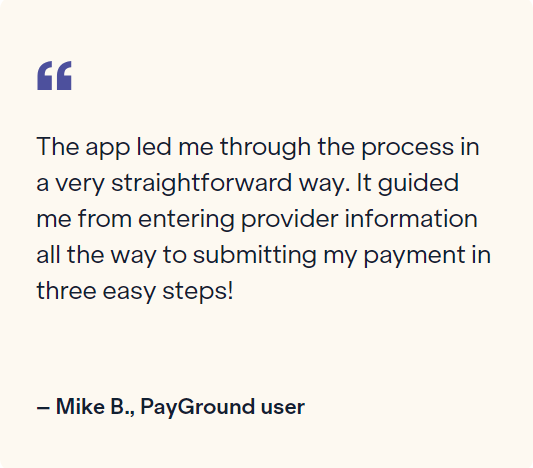 “
The app led me through the process in
a very straightforward way. It guided
me from entering provider information
all the way to submitting my payment in
three easy steps!
– Mike B., PayGround user